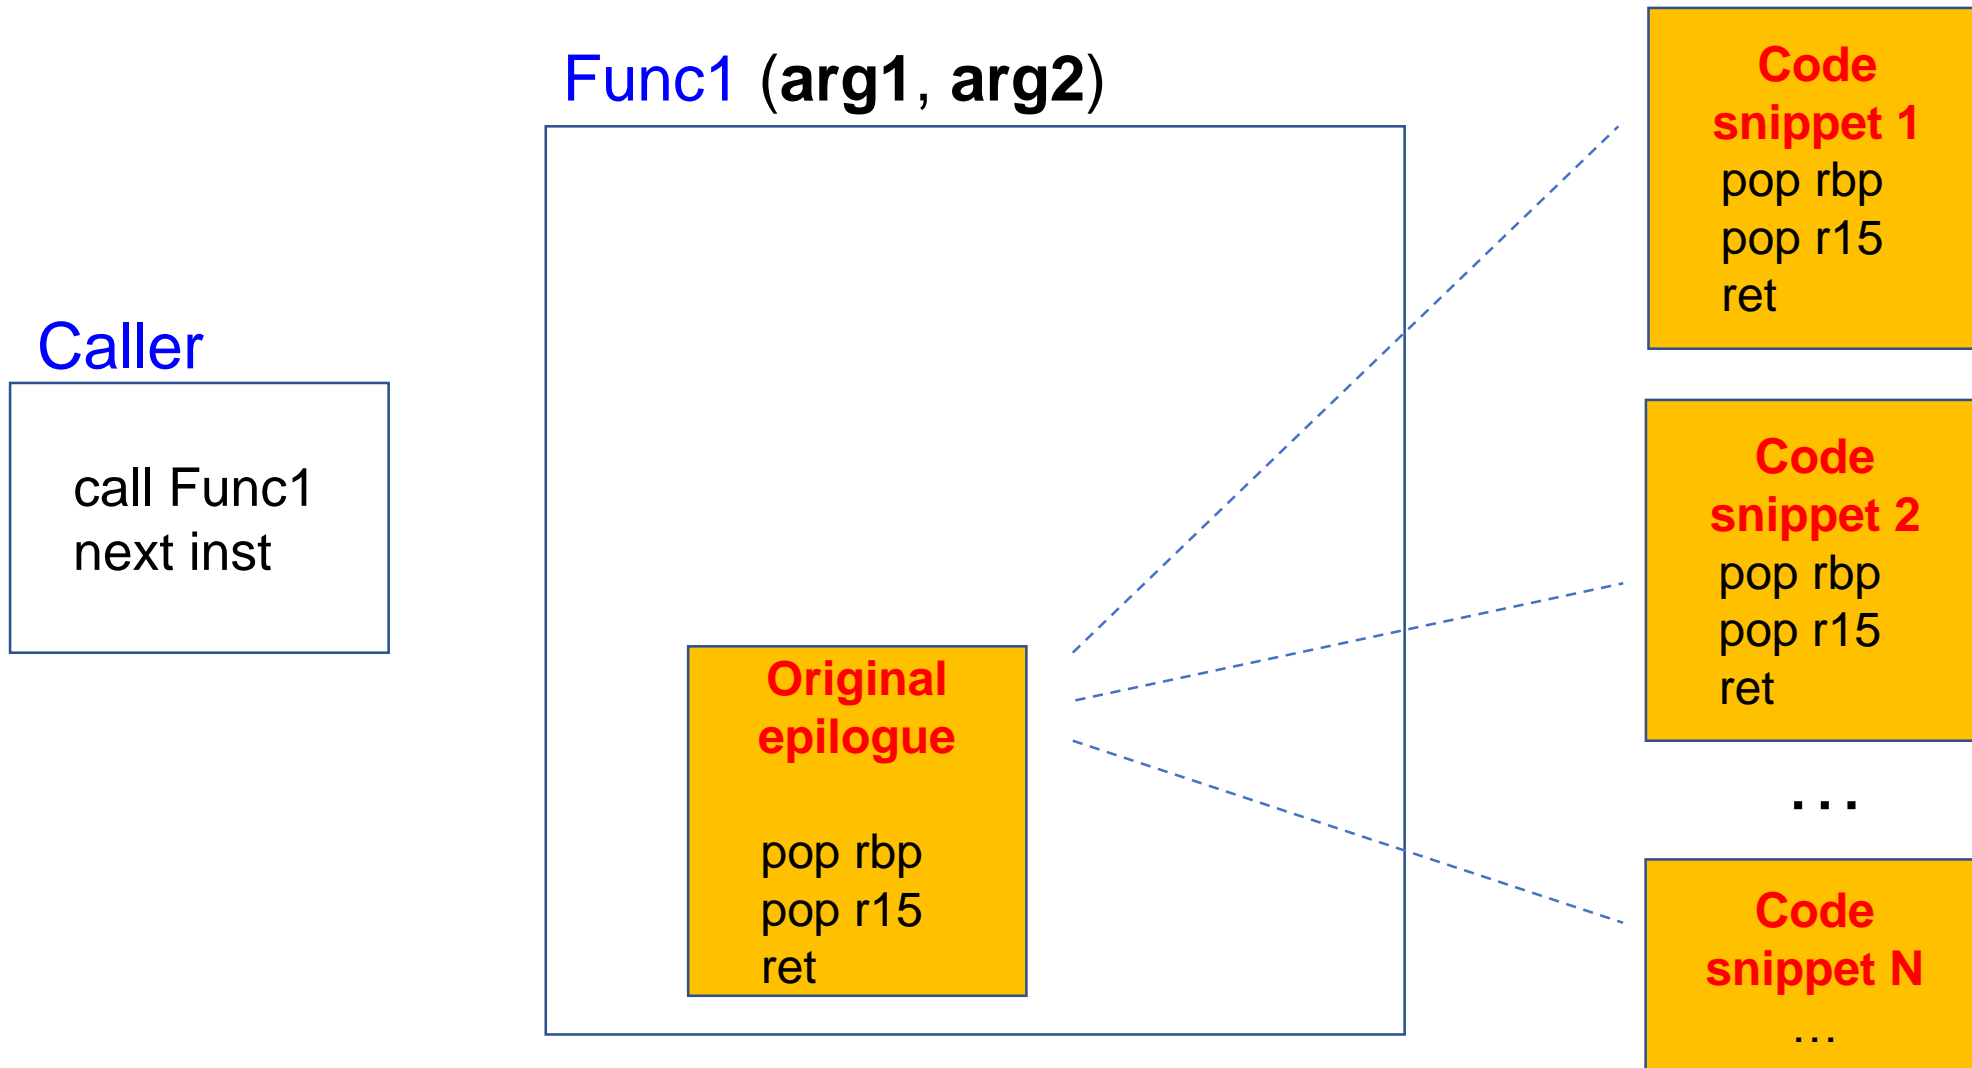 Caller
call Func1
next inst
Func1 (arg1, arg2)
Original
epilogue
pop rbp
pop r15
ret
Code
snippet 1
pop rbp
pop r15
ret
Code
snippet 2
pop rbp
pop r15
ret
...
Code
snippet N
...